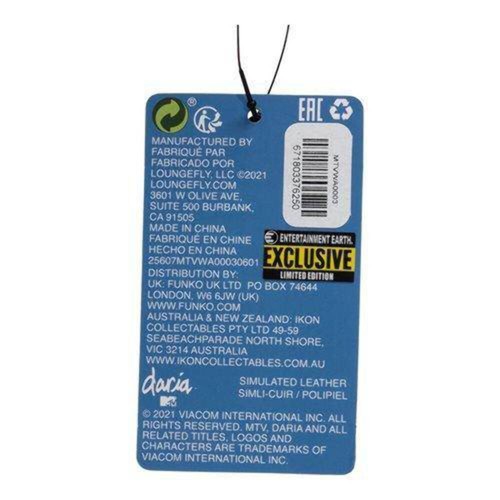 EAC
MANUFACTURED BY
FABRIQUÉ PAR
FABRICADO POR
LOUNGEFLY, LLC ©2021
LOUNGEFLY.COM
3601 W OLIVE AVE,
SUITE 500 BURBANK,
CA 91505
MADE IN CHINA
FABRIQUÉ EN CHINE
HECHO EN CHINA
25607MTVWA00030601
MTVWA0003
671803376250
ENTERTAINMENT EARTH
EXCLUSIVE
LIMITED EDITION
DISTRIBUTION BY:
UK: FUNKO UK LTD PO BOX 74644
LONDON, W6 6JW (UK)
WWW.FUNKO.COM
AUSTRALIA & NEW ZEALAND: IKON
COLLECTABLES PTY LTD 49-59
SEABEACHPARADE NORTH SHORE,
VIC 3214 AUSTRALIA
WWW.IKONCOLLECTABLES.COM.AU
daria
MTV
SIMULATED LEATHER
SIMLI-CUIR / POLIPIEL
© 2021 VIACOM INTERNATIONAL INC. ALL
RIGHTS RESERVED. MTV, DARIA AND ALL
RELATED TITLES, LOGOS AND
CHARACTERS ARE TRADEMARKS OF
VIACOM INTERNATIONAL INC.